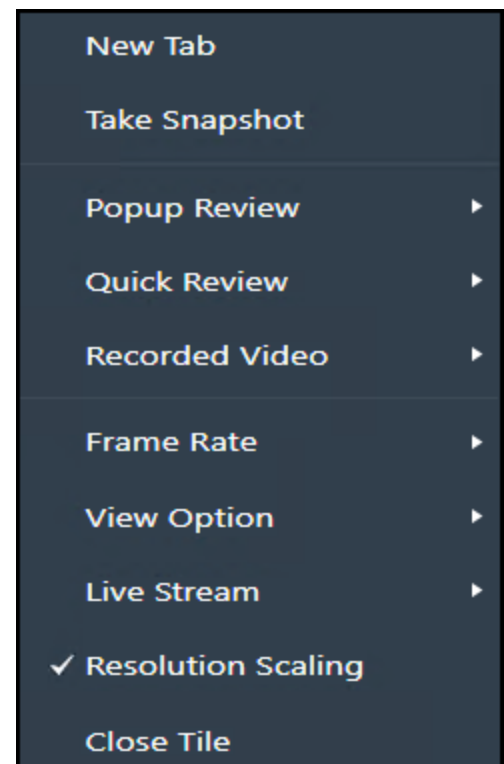 New Tab
Take Snapshot
Popup Review
Quick Review
Recorded Video
Frame Rate
View Option
Live Stream
Resolution Scaling
Close Tile